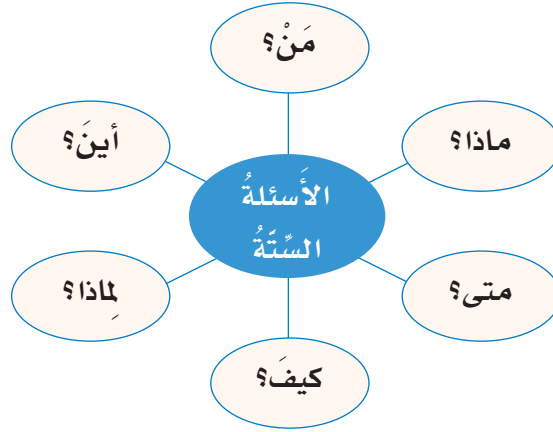 مَنْ؟
ماذا؟
أينَ؟
الأَسئلةُ
السِّتَّةُ
متى؟
لِماذا؟
كيفَ؟